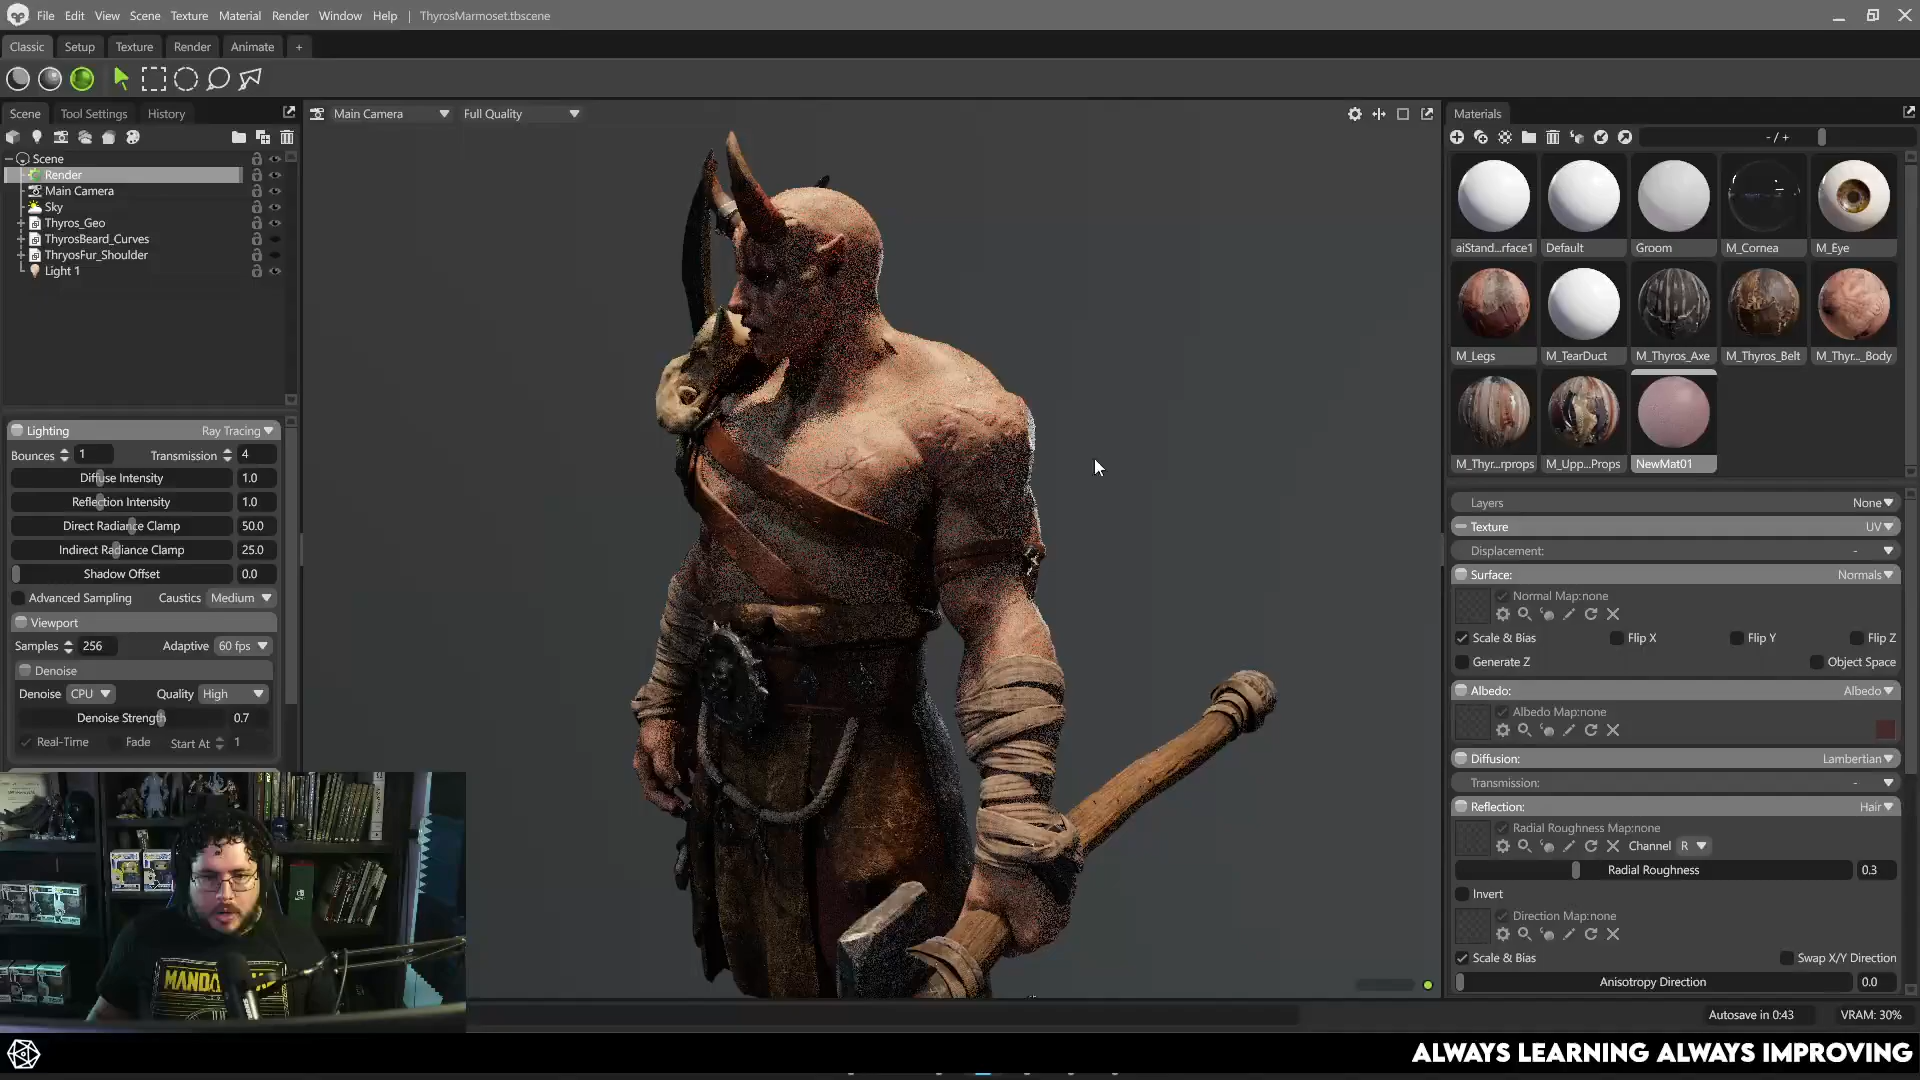 File Edit View Scene Texture Material Render Window Help | ThyrosMarmoset.tbscene
Classic Setup Texture Render Animate +
Scene Tool Settings History
Main Camera Full Quality
Materials
- / +
Scene
Render
Main Camera
Sky
Thyros_Geo
ThyrosBeard_Curves
ThryosFur_Shoulder
Light 1
aiStand...rface1 Default Groom M_Cornea M_Eye
M_Legs M_TearDuct M_Thyros_Axe M_Thyros_Belt M_Thyr..._Body
M_Thyr...rprops M_Upp...Props NewMat01
Lighting Ray Tracing
Bounces 1 Transmission 4
Diffuse Intensity 1.0
Reflection Intensity 1.0
Direct Radiance Clamp 50.0
Indirect Radiance Clamp 25.0
Shadow Offset 0.0
Advanced Sampling Caustics Medium
Viewport
Samples 256 Adaptive 60 fps
Denoise
Denoise CPU Quality High
Denoise Strength 0.7
Real-Time Fade Start At 1
Layers None
Texture UV
Displacement: -
Surface: Normals
Normal Map:none
Scale & Bias Flip X Flip Y Flip Z
Generate Z Object Space
Albedo: Albedo
Albedo Map:none
Diffusion: Lambertian
Transmission: -
Reflection: Hair
Radial Roughness Map:none
Channel R
Radial Roughness 0.3
Invert
Direction Map:none
Scale & Bias Swap X/Y Direction
Anisotropy Direction 0.0
Autosave in 0:43 VRAM: 30%
ALWAYS LEARNING ALWAYS IMPROVING